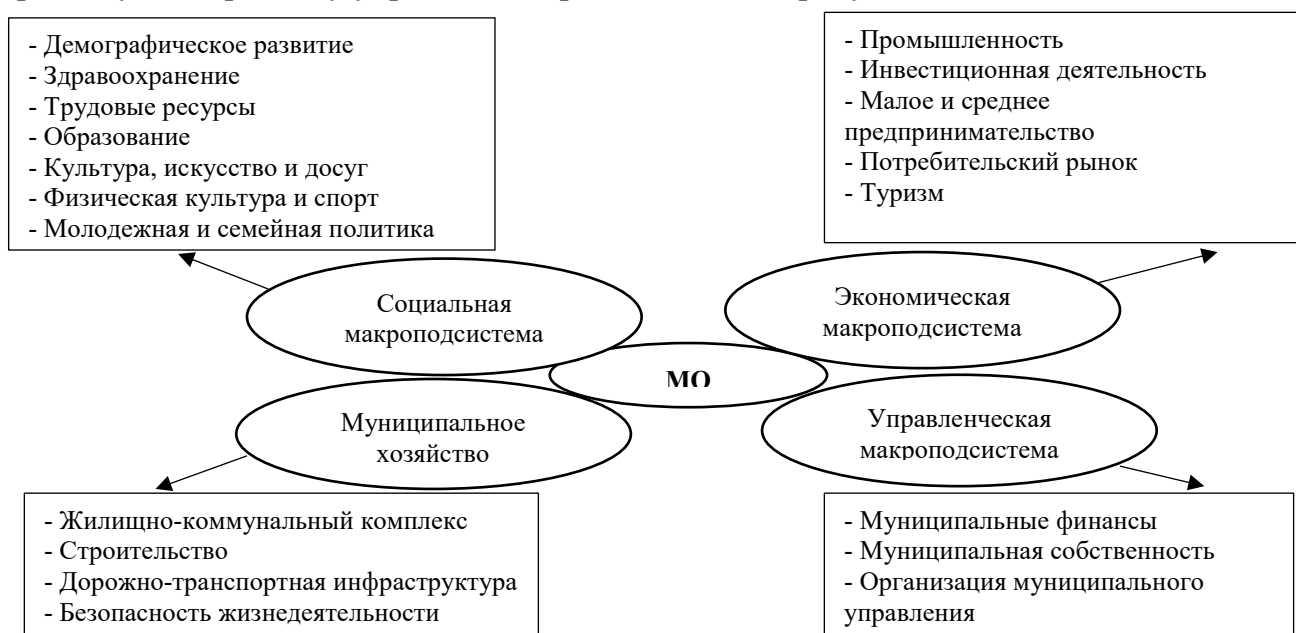 - Демографическое развитие
- Здравоохранение
- Трудовые ресурсы
- Образование
- Культура, искусство и досуг
- Физическая культура и спорт
- Молодежная и семейная политика
- Промышленность
- Инвестиционная деятельность
- Малое и среднее
предпринимательство
- Потребительский рынок
- Туризм
Социальная
макроподсистема
Экономическая
макроподсистема
МО
Муниципальное
хозяйство
Управленческая
макроподсистема
- Жилищно-коммунальный комплекс
- Строительство
- Дорожно-транспортная инфраструктура
- Безопасность жизнедеятельности
- Муниципальные финансы
- Муниципальная собственность
- Организация муниципального
управления